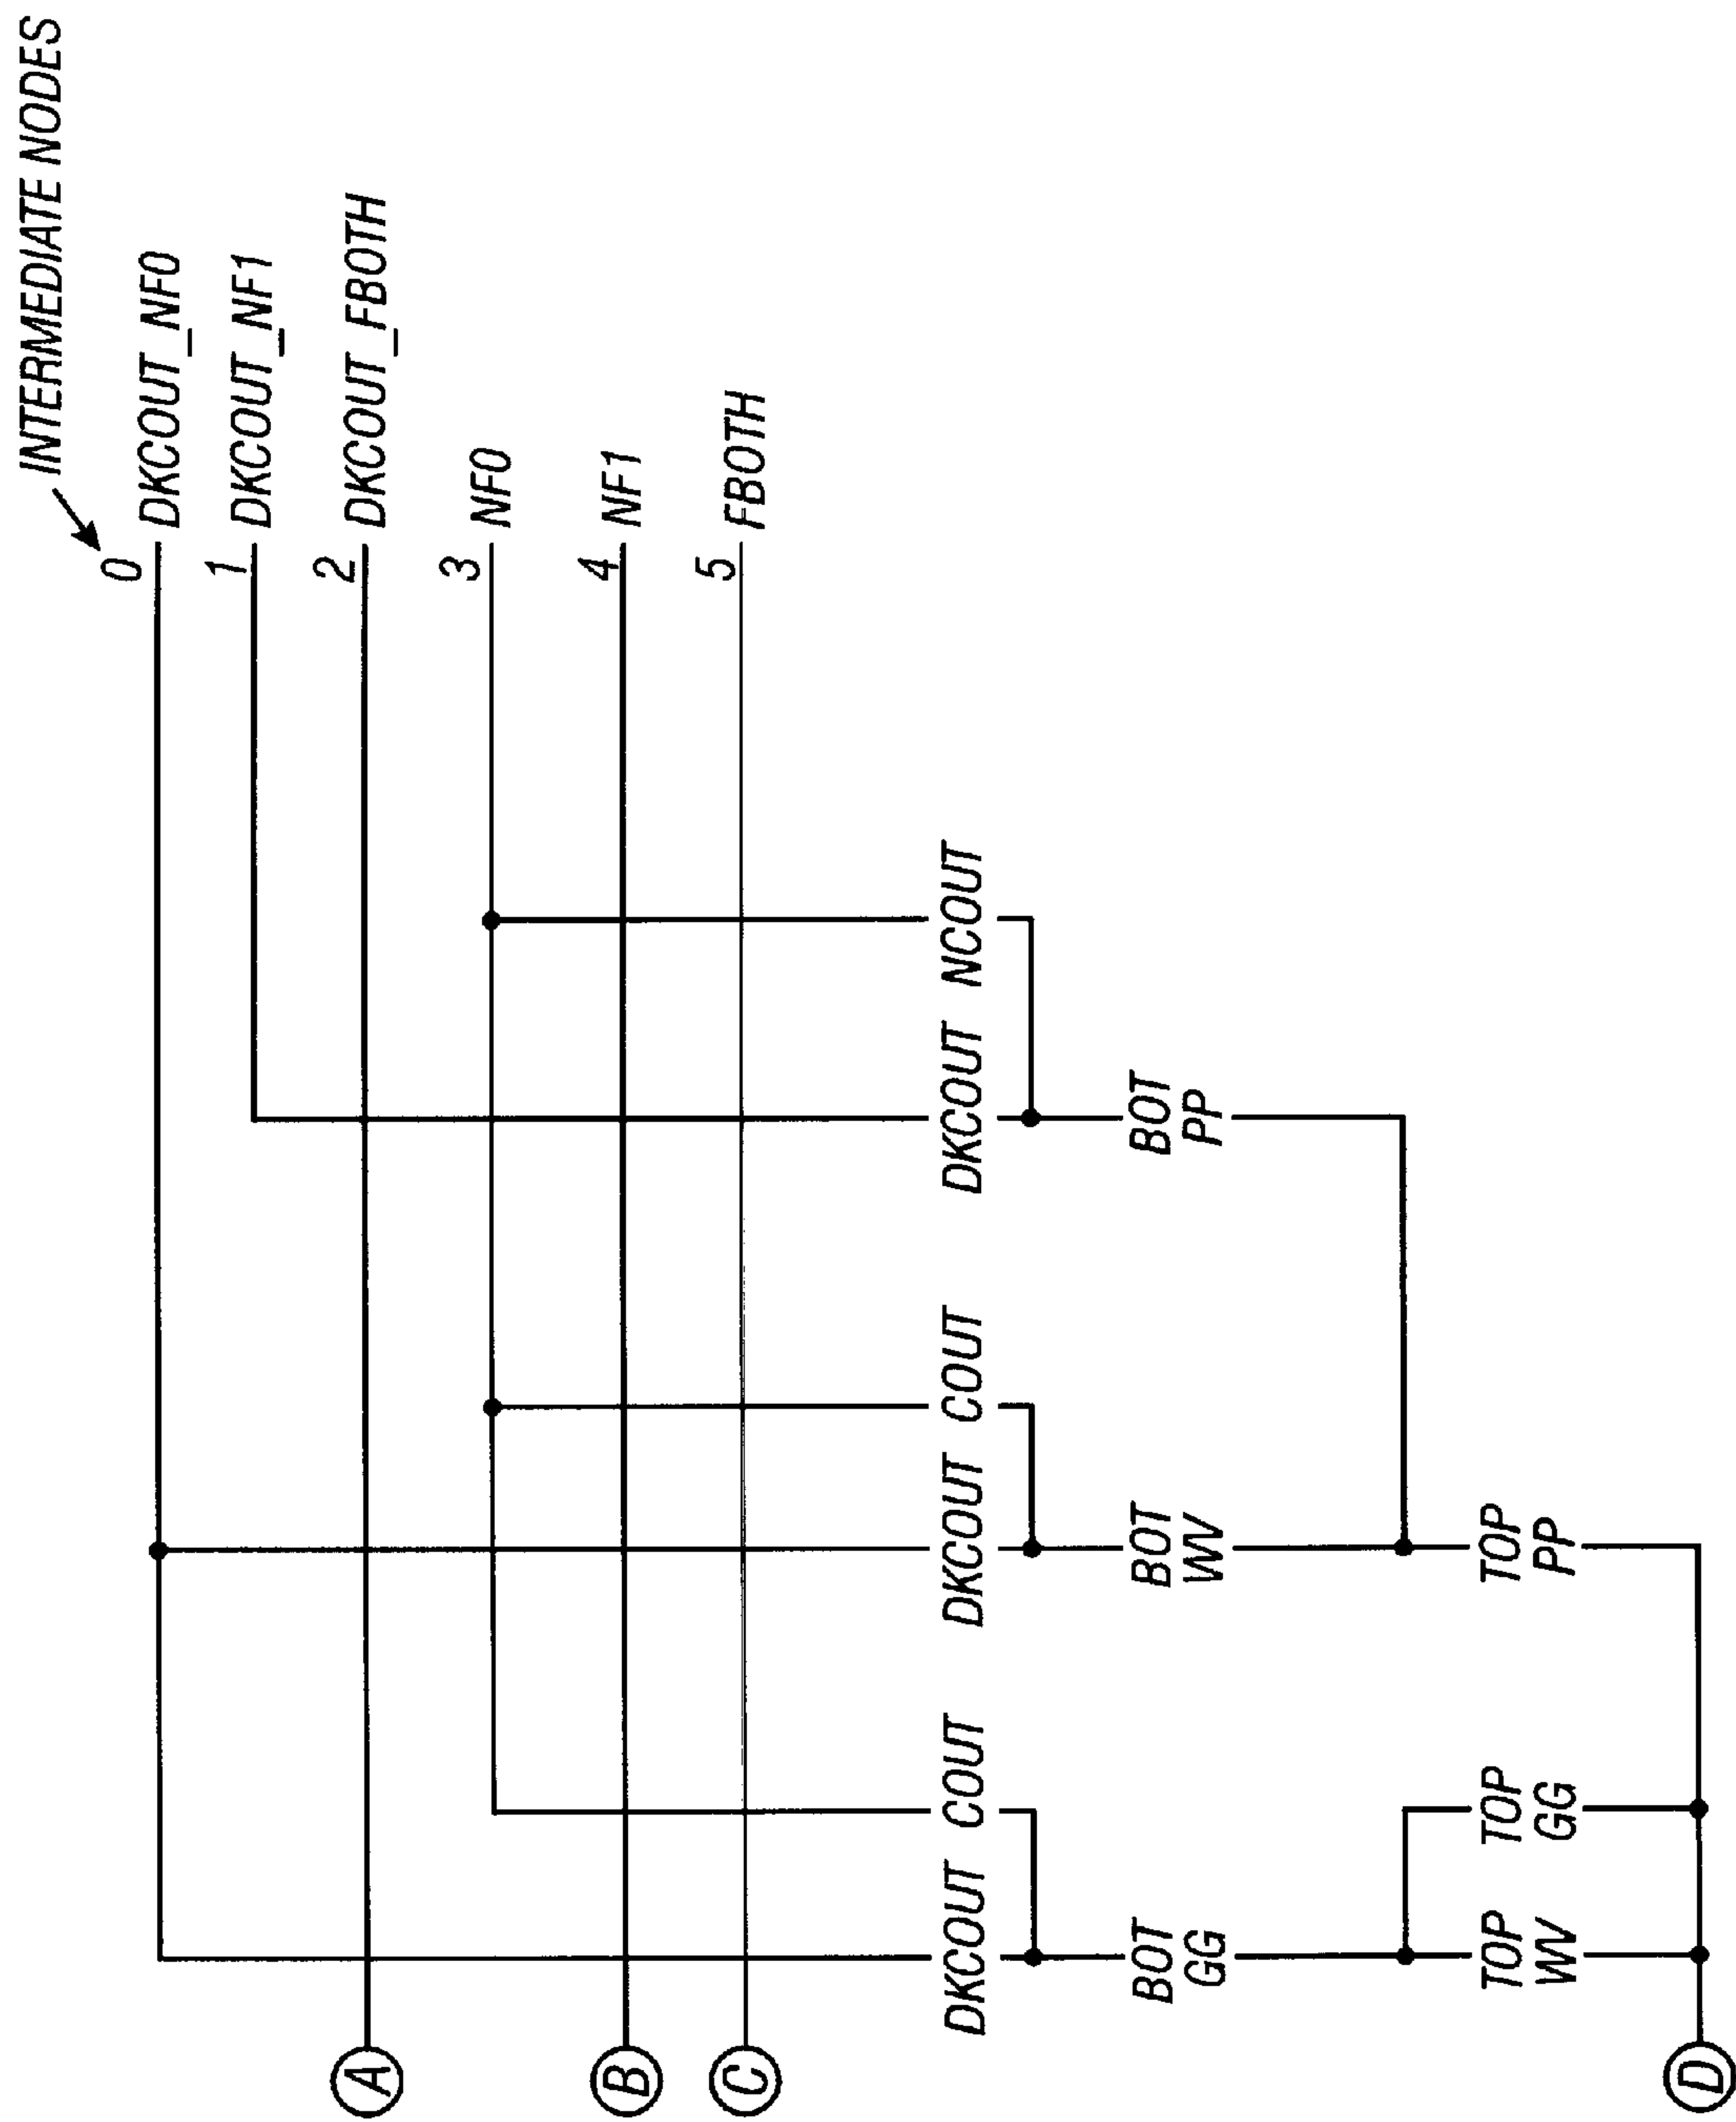 INTERMEDIATE NODES
0 DKCOUT_NF0
1 DKCOUT_NF1
A 2 DKCOUT_FBOTH
3 NF0
B 4 NF1
C 5 FBOTH
DKCOUT COUT DKCOUT COUT DKCOUT NCOUT
BOT GG
BOT WV
BOT PP
TOP WV
TOP GG
TOP PP
D